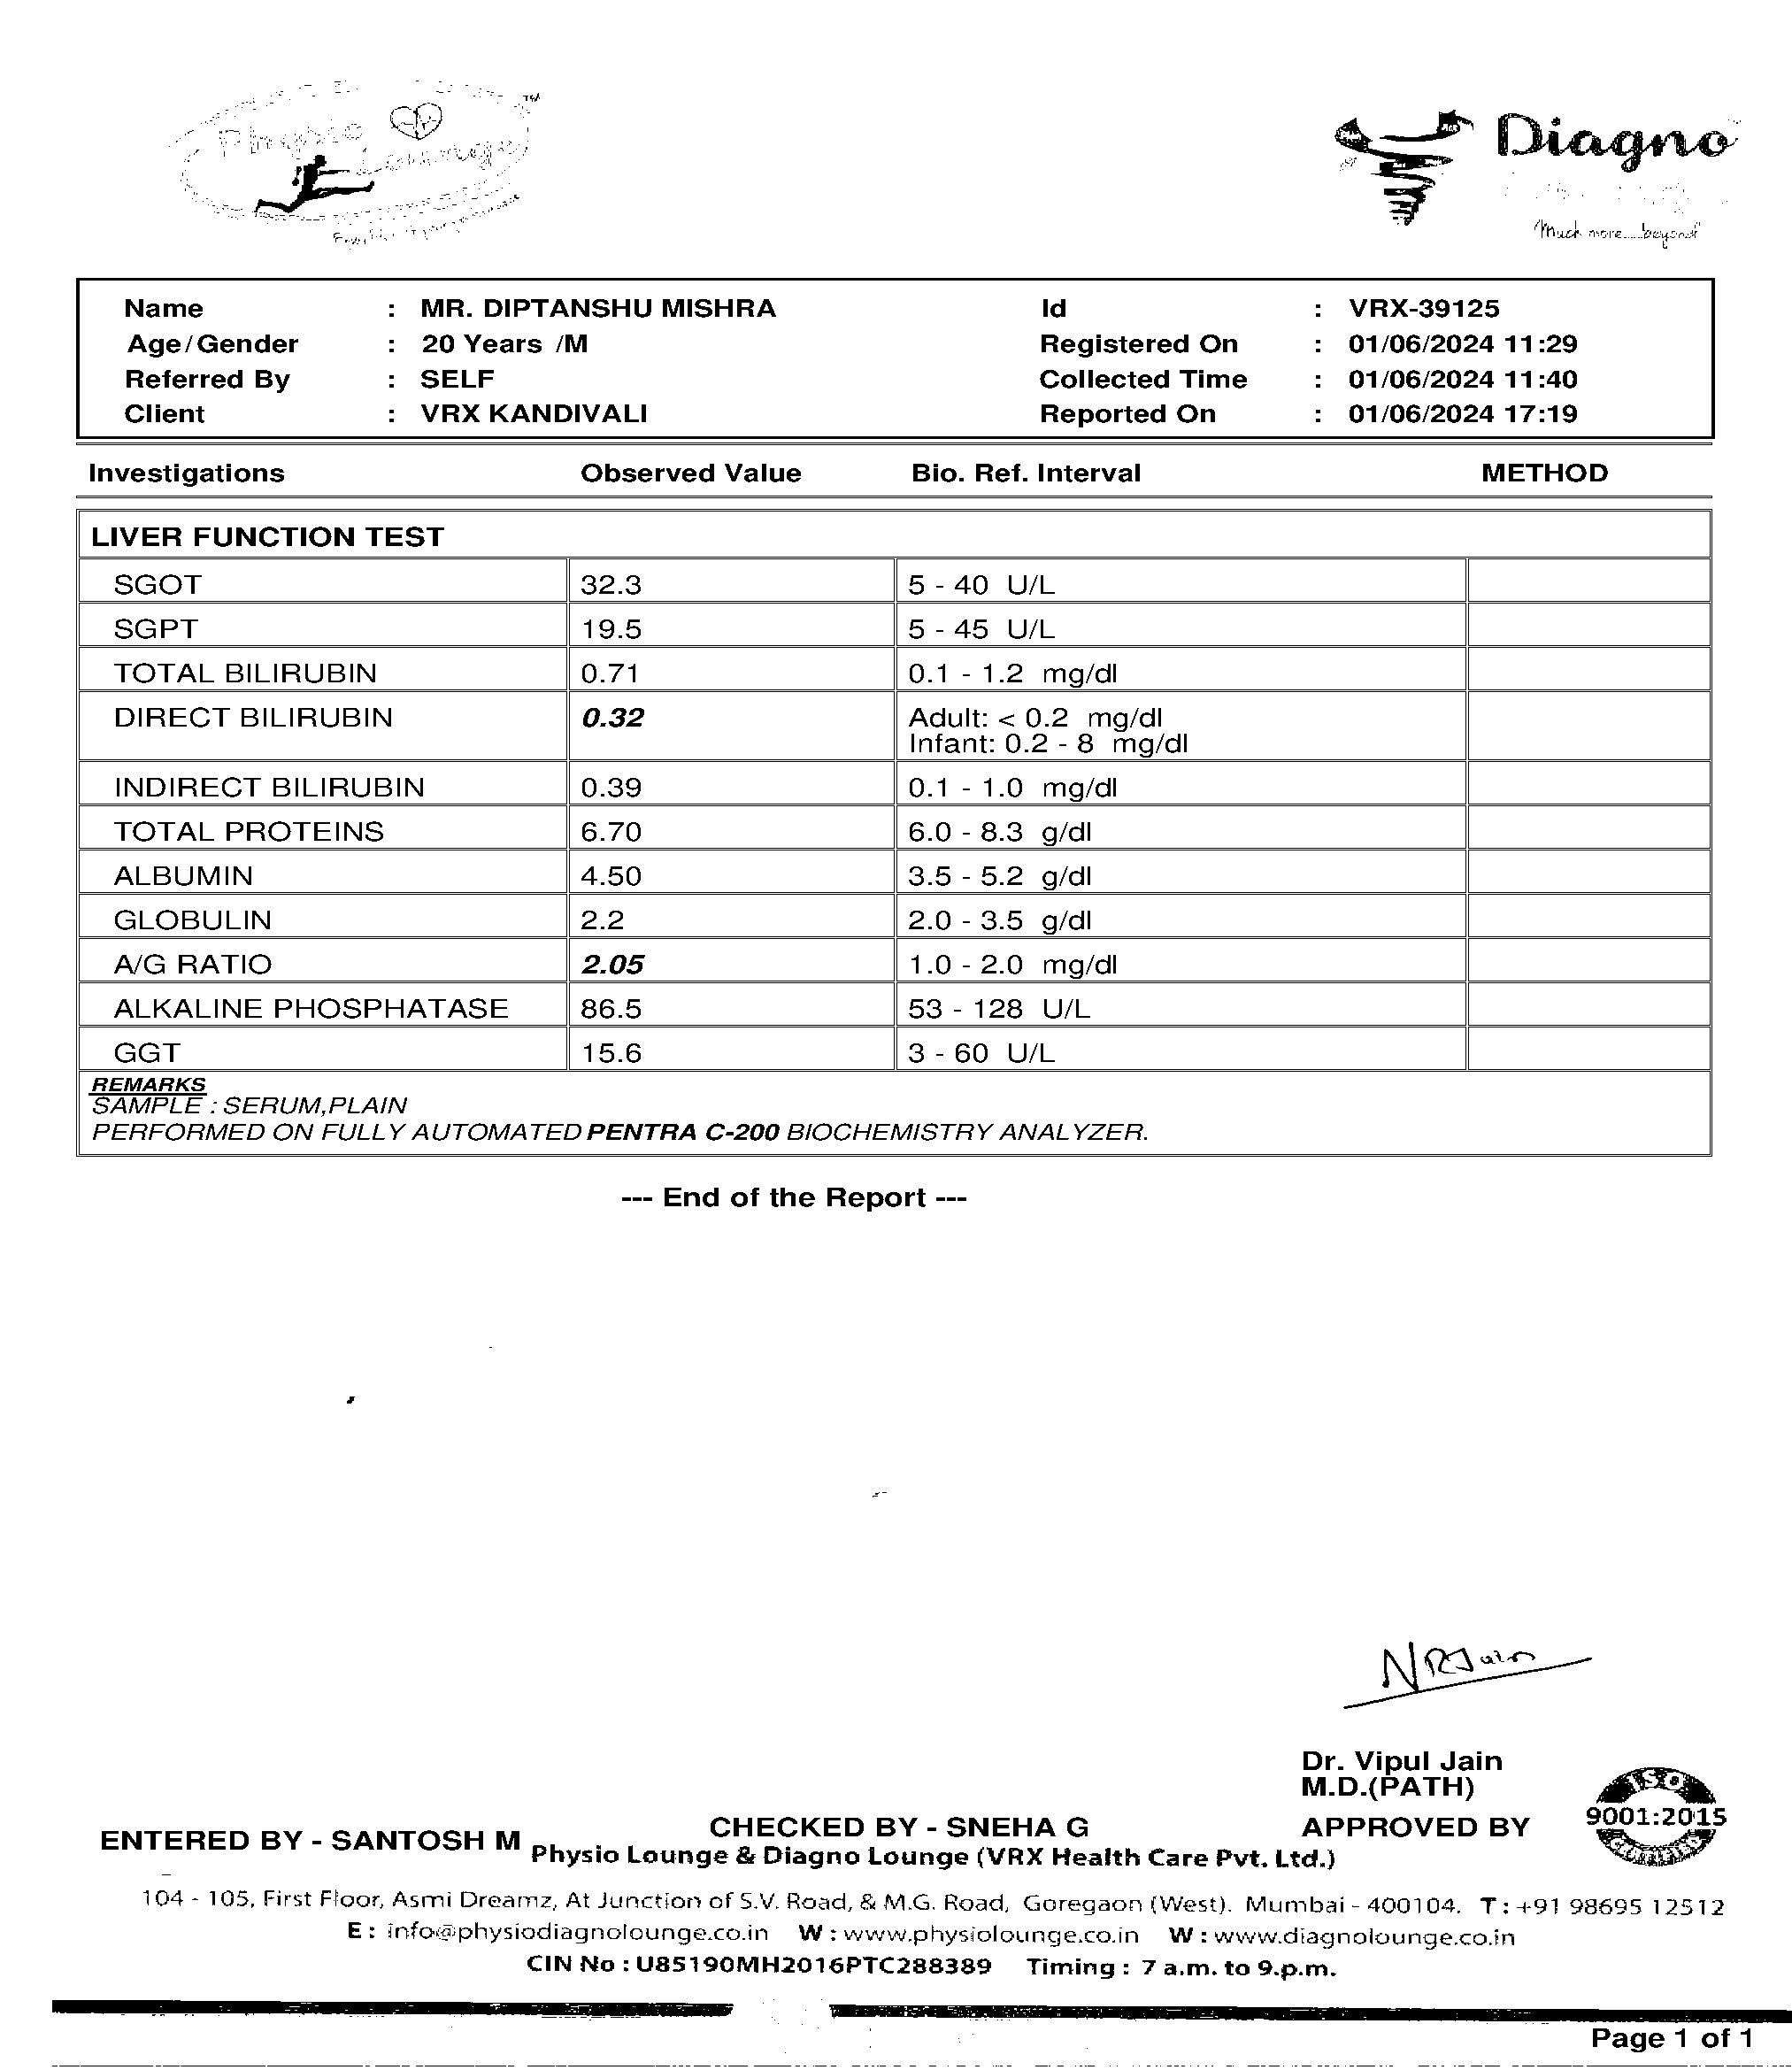 Physio
Lounge
TM
Diagno
Much more.....beyond
Name : MR. DIPTANSHU MISHRA Id : VRX-39125
Age/Gender : 20 Years /M Registered On : 01/06/2024 11:29
Referred By : SELF Collected Time : 01/06/2024 11:40
Client : VRX KANDIVALI Reported On : 01/06/2024 17:19
Investigations Observed Value Bio. Ref. Interval METHOD
LIVER FUNCTION TEST
SGOT 32.3 5 - 40 U/L
SGPT 19.5 5 - 45 U/L
TOTAL BILIRUBIN 0.71 0.1 - 1.2 mg/dl
DIRECT BILIRUBIN 0.32 Adult: < 0.2 mg/dl
Infant: 0.2 - 8 mg/dl
INDIRECT BILIRUBIN 0.39 0.1 - 1.0 mg/dl
TOTAL PROTEINS 6.70 6.0 - 8.3 g/dl
ALBUMIN 4.50 3.5 - 5.2 g/dl
GLOBULIN 2.2 2.0 - 3.5 g/dl
A/G RATIO 2.05 1.0 - 2.0 mg/dl
ALKALINE PHOSPHATASE 86.5 53 - 128 U/L
GGT 15.6 3 - 60 U/L
REMARKS
SAMPLE : SERUM,PLAIN
PERFORMED ON FULLY AUTOMATED PENTRA C-200 BIOCHEMISTRY ANALYZER.
--- End of the Report ---
NRJain
Dr. Vipul Jain
M.D.(PATH)
ENTERED BY - SANTOSH M CHECKED BY - SNEHA G APPROVED BY
ISO
9001:2015
CERTIFIED
Physio Lounge & Diagno Lounge (VRX Health Care Pvt. Ltd.)
104 - 105, First Floor, Asmi Dreamz, At Junction of S.V. Road, & M.G. Road, Goregaon (West). Mumbai - 400104. T : +91 98695 12512
E : info@physiodiagnolounge.co.in W : www.physiolounge.co.in W : www.diagnolounge.co.in
CIN No : U85190MH2016PTC288389 Timing : 7 a.m. to 9.p.m.
Page 1 of 1